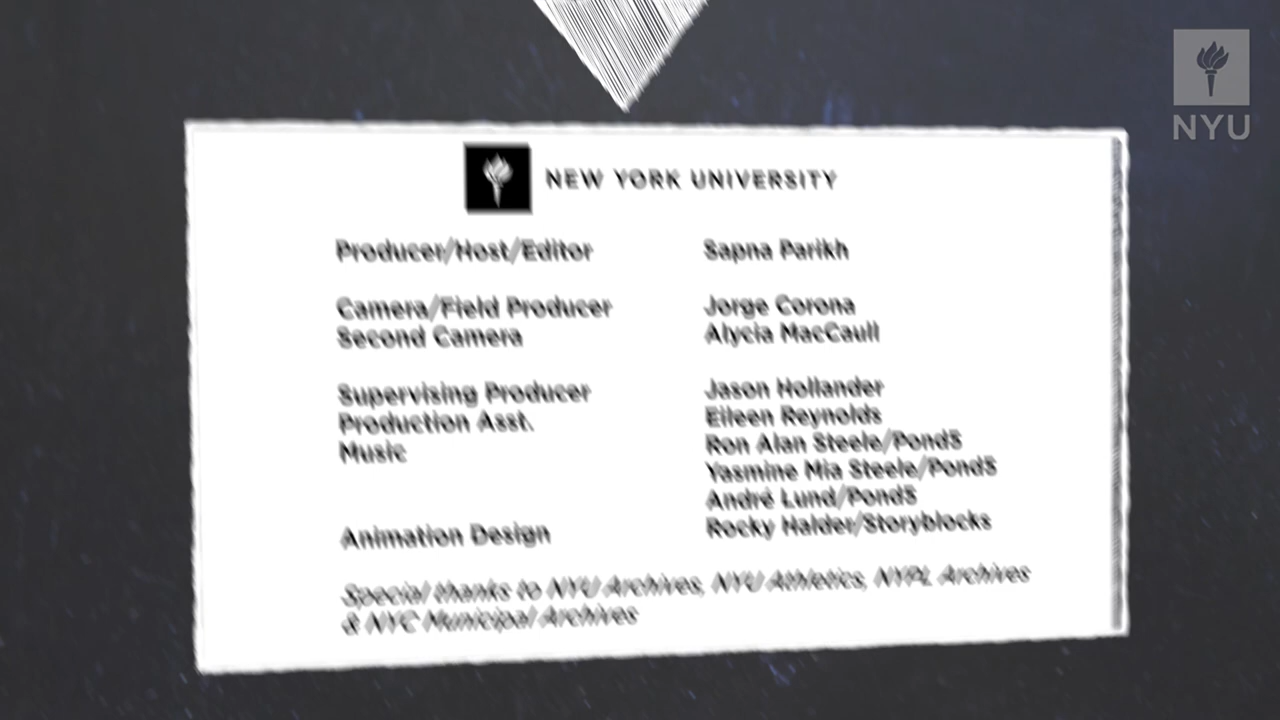 NYU
NEW YORK UNIVERSITY
Producer/Host/Editor Sapna Parikh
Camera/Field Producer Jorge Corona
Second Camera Alycia MacCaull
Supervising Producer Jason Hollander
Production Asst. Eileen Reynolds
Music Ron Alan Steele/Pond5
Yasmine Mia Steele/Pond5
André Lund/Pond5
Animation Design Rocky Halder/Storyblocks
Special thanks to NYU Archives, NYU Athletics, NYPL Archives
& NYC Municipal Archives